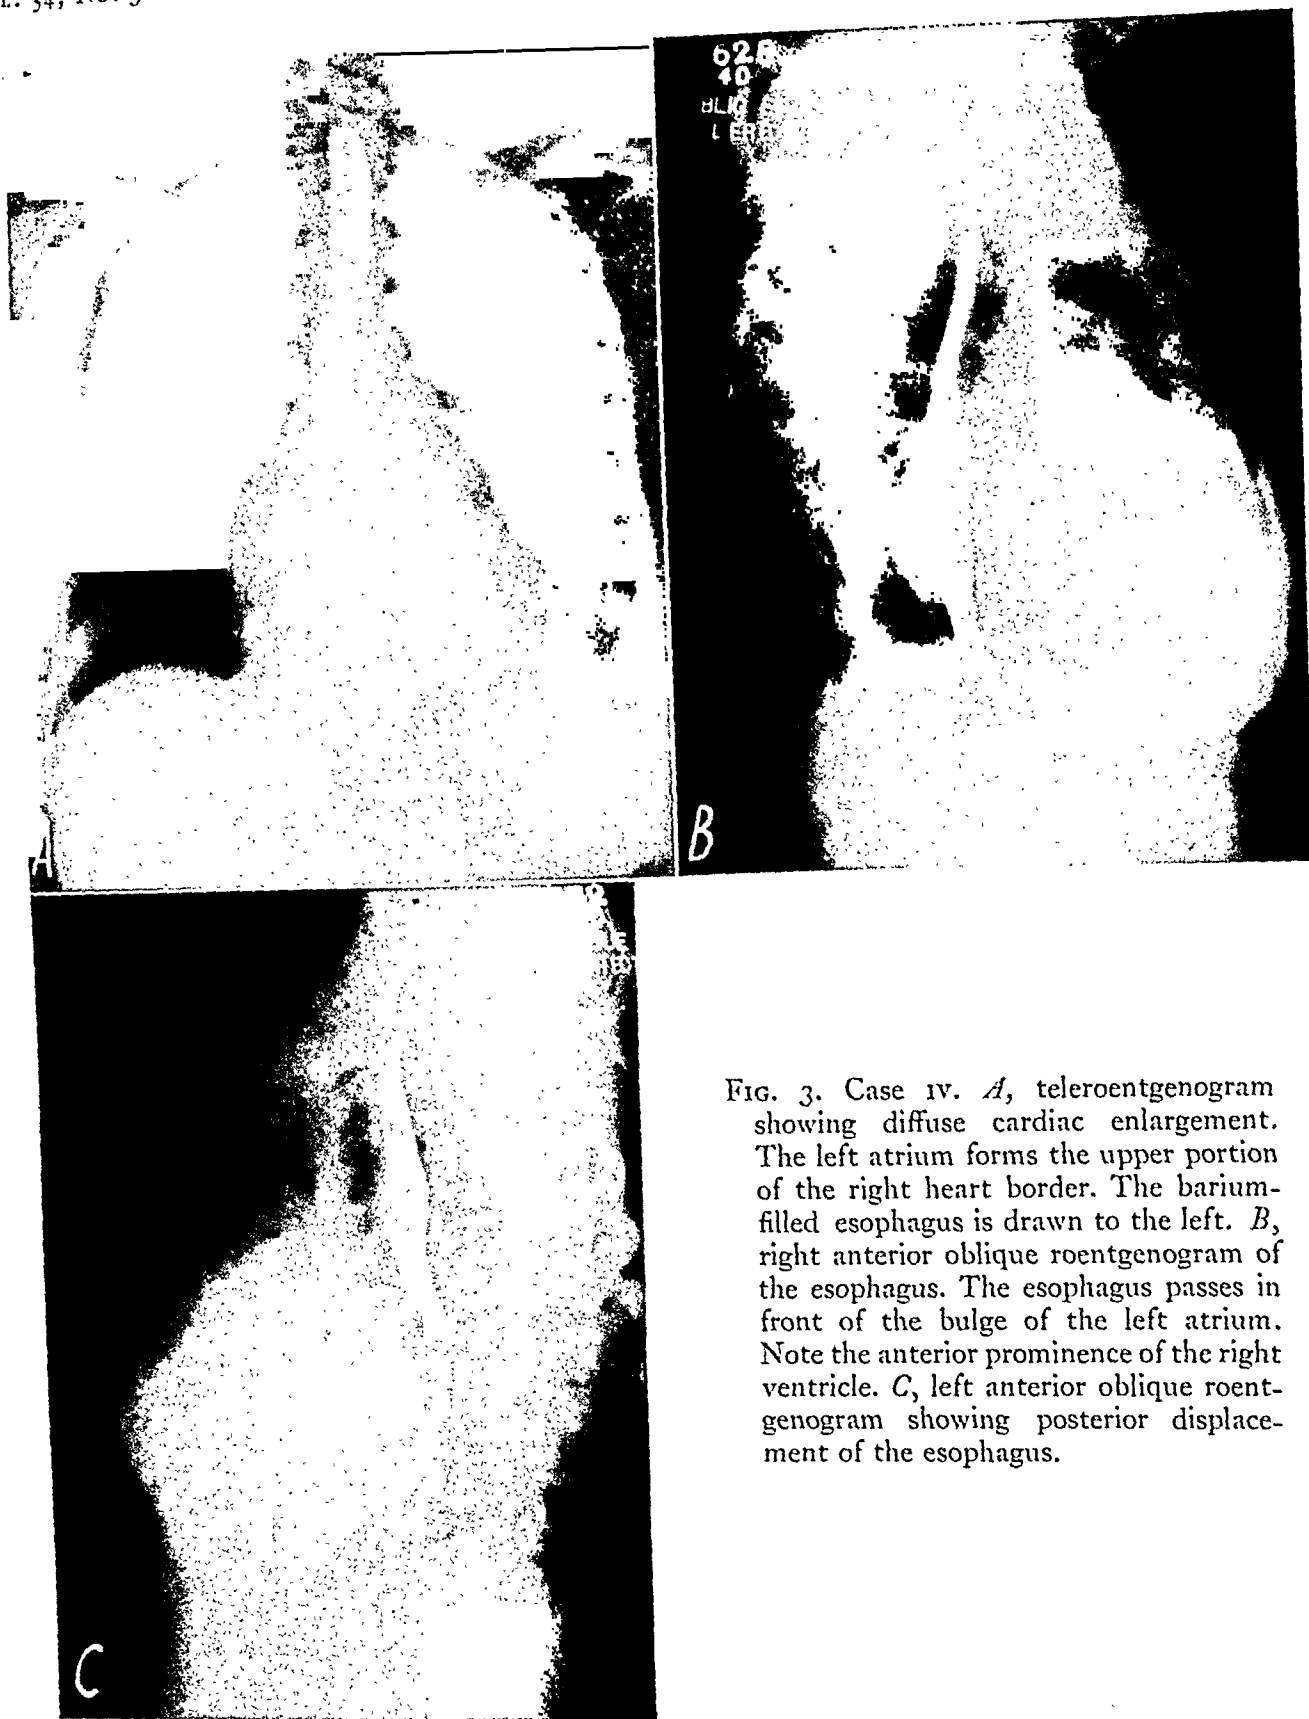 62
40
A
B
C
FIG. 3. Case IV. A, teleroentgenogram
showing diffuse cardiac enlargement.
The left atrium forms the upper portion
of the right heart border. The barium-
filled esophagus is drawn to the left. B,
right anterior oblique roentgenogram of
the esophagus. The esophagus passes in
front of the bulge of the left atrium.
Note the anterior prominence of the right
ventricle. C, left anterior oblique roent-
genogram showing posterior displace-
ment of the esophagus.